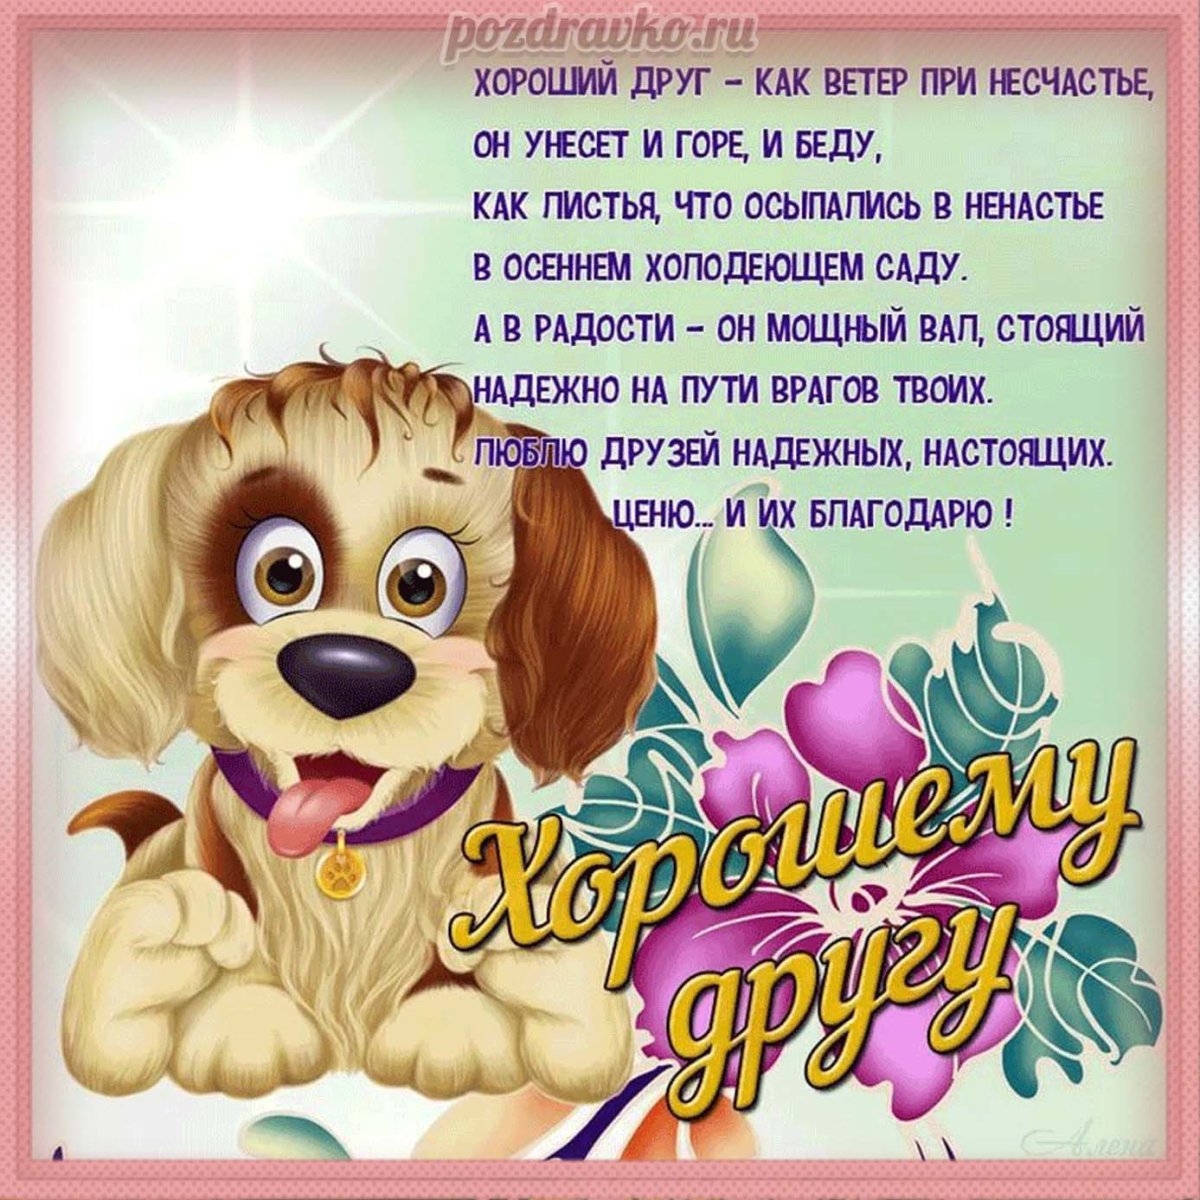 pozdravko.ru
ХОРОШИЙ ДРУГ – КАК ВЕТЕР ПРИ НЕСЧАСТЬЕ,
ОН УНЕСЕТ И ГОРЕ, И БЕДУ,
КАК ЛИСТЬЯ, ЧТО ОСЫПАЛИСЬ В НЕНАСТЬЕ
В ОСЕННЕМ ХОЛОДЕЮЩЕМ САДУ.
А В РАДОСТИ – ОН МОЩНЫЙ ВАЛ, СТОЯЩИЙ
НАДЕЖНО НА ПУТИ ВРАГОВ ТВОИХ.
ЛЮБЛЮ ДРУЗЕЙ НАДЕЖНЫХ, НАСТОЯЩИХ.
ЦЕНЮ... И ИХ БЛАГОДАРЮ !
Хорошему
другу
Алена